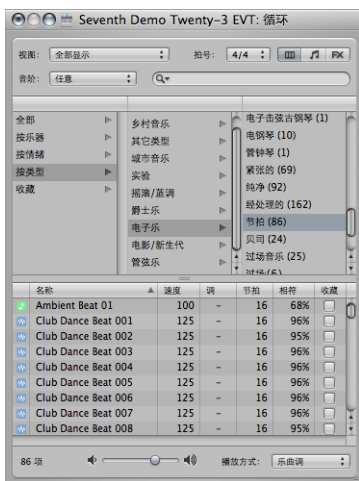 Seventh Demo Twenty-3 EVT: 循环
视图: 全部显示 拍号: 4/4 FX
音阶: 任意
全部
按乐器
按情绪
按类型
收藏
乡村音乐
其它类型
城市音乐
实验
摇滚/蓝调
爵士乐
电子乐
电影/新生代
管弦乐
电子击弦古钢琴 (1)
电钢琴 (10)
管钟琴 (1)
紧张的 (69)
纯净 (92)
经处理的 (162)
节拍 (86)
贝司 (24)
过场音乐 (25)
过场 (6)
名称 速度 调 节拍 相符 收藏
Ambient Beat 01 100 – 16 68%
Club Dance Beat 001 125 – 16 96%
Club Dance Beat 002 125 – 16 95%
Club Dance Beat 003 125 – 16 96%
Club Dance Beat 004 125 – 16 96%
Club Dance Beat 005 125 – 16 96%
Club Dance Beat 006 125 – 16 96%
Club Dance Beat 007 125 – 16 96%
Club Dance Beat 008 125 – 16 95%
86 项 播放方式: 乐曲调